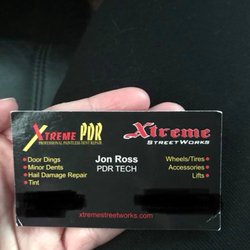 XTREME PDR
PROFESSIONAL PAINTLESS DENT REPAIR
Xtreme
STREETWORKS
• Door Dings
• Minor Dents
• Hail Damage Repair
• Tint
Jon Ross
PDR TECH
Wheels/Tires •
Accessories •
Lifts •
xtremestreetworks.com